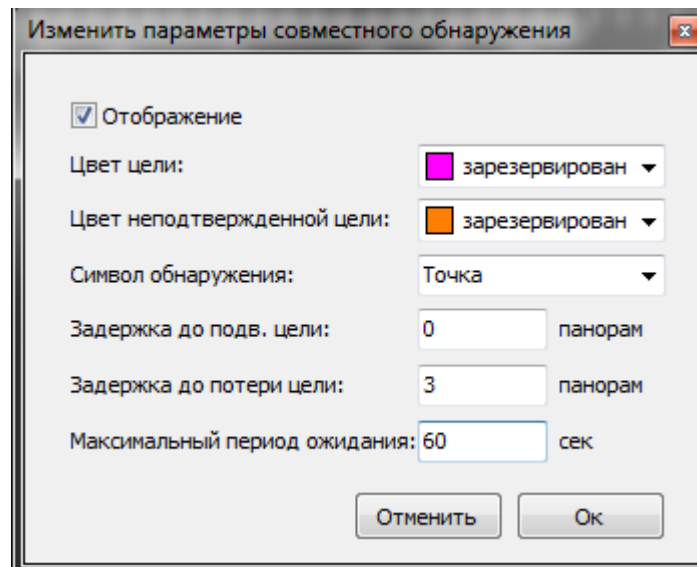 Изменить параметры совместного обнаружения
Отображение
Цвет цели: зарезервирован
Цвет неподтвержденной цели: зарезервирован
Символ обнаружения: Точка
Задержка до подв. цели: 0 панорам
Задержка до потери цели: 3 панорам
Максимальный период ожидания: 60 сек
Отменить Ок